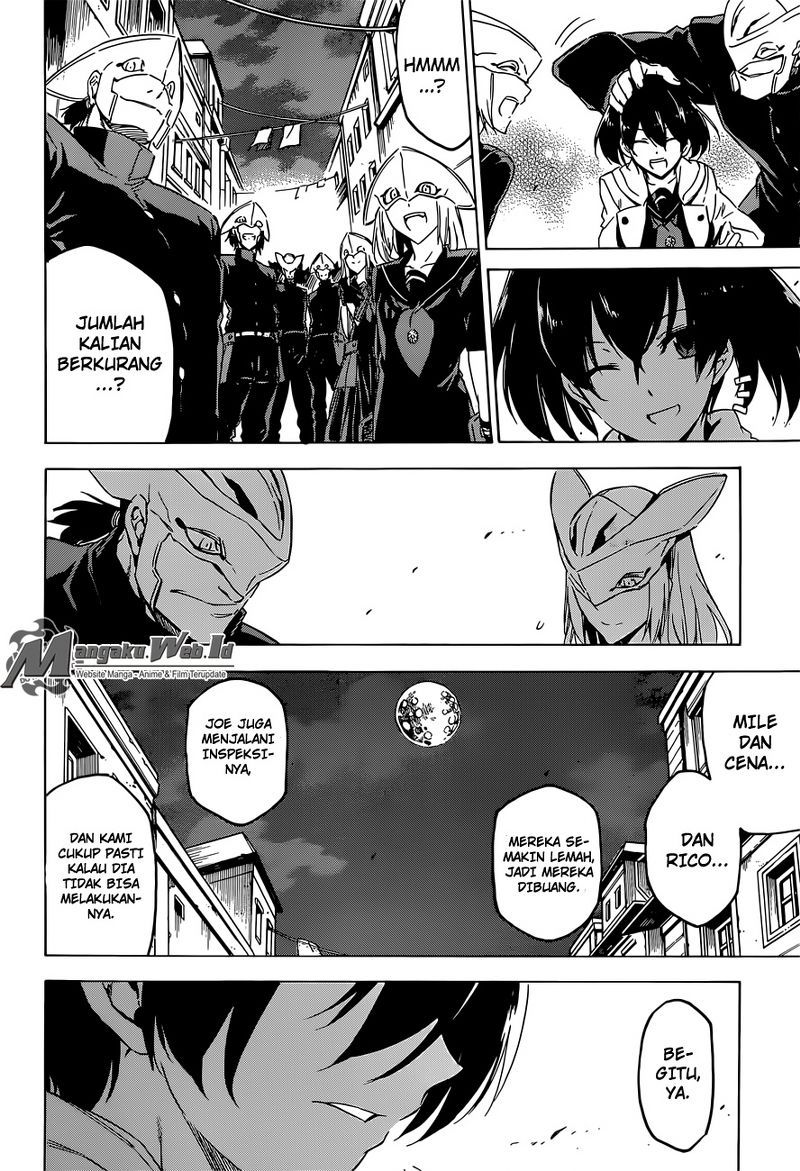 HMMM
...?
JUMLAH
KALIAN
BERKURANG
...?
Mangaku.Web.Id
Website Manga - Anime & Film Terupdate
MILE
DAN
CENA...
DAN
RICO...
MEREKA SE-
MAKIN LEMAH,
JADI MEREKA
DIBUANG.
JOE JUGA
MENJALANI
INSPEKSI-
NYA,
DAN KAMI
CUKUP PASTI
KALAU DIA
TIDAK BISA
MELAKUKAN-
NYA.
BE-
GITU,
YA.